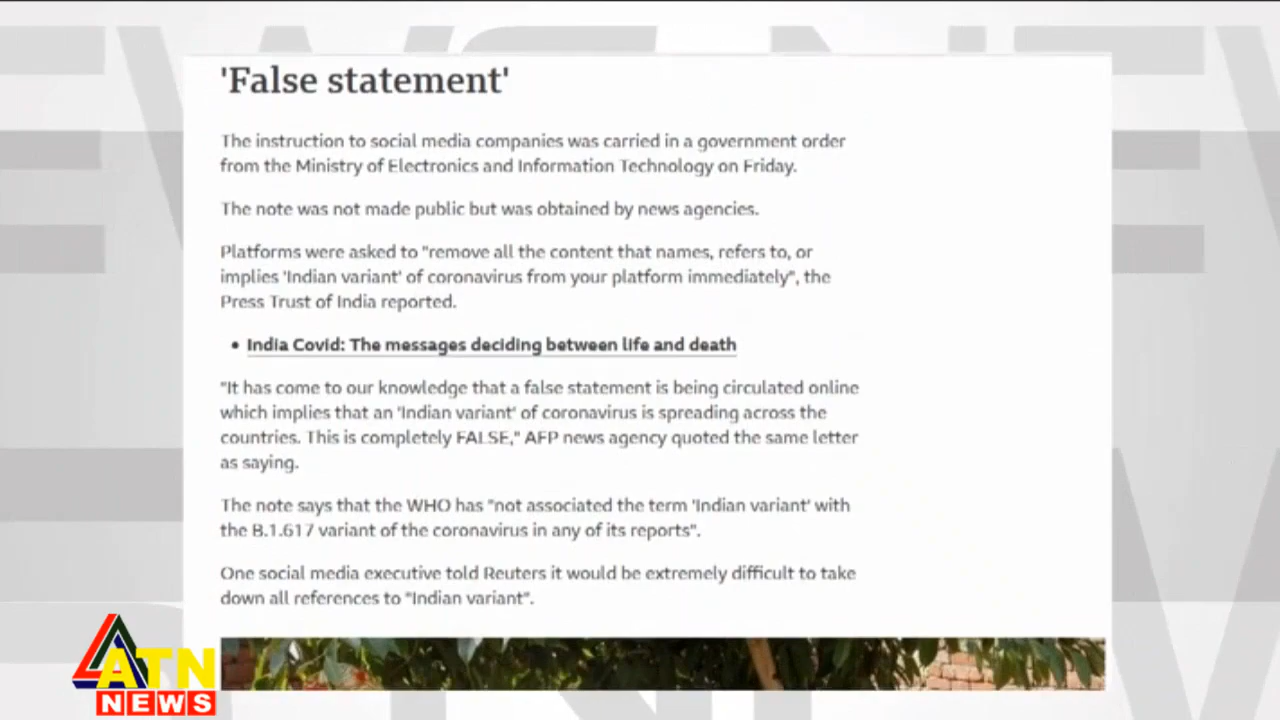 'False statement'
The instruction to social media companies was carried in a government order
from the Ministry of Electronics and Information Technology on Friday.
The note was not made public but was obtained by news agencies.
Platforms were asked to "remove all the content that names, refers to, or
implies 'Indian variant' of coronavirus from your platform immediately", the
Press Trust of India reported.
• India Covid: The messages deciding between life and death
"It has come to our knowledge that a false statement is being circulated online
which implies that an 'Indian variant' of coronavirus is spreading across the
countries. This is completely FALSE," AFP news agency quoted the same letter
as saying.
The note says that the WHO has "not associated the term 'Indian variant' with
the B.1.617 variant of the coronavirus in any of its reports".
One social media executive told Reuters it would be extremely difficult to take
down all references to "Indian variant".
ATN
NEWS